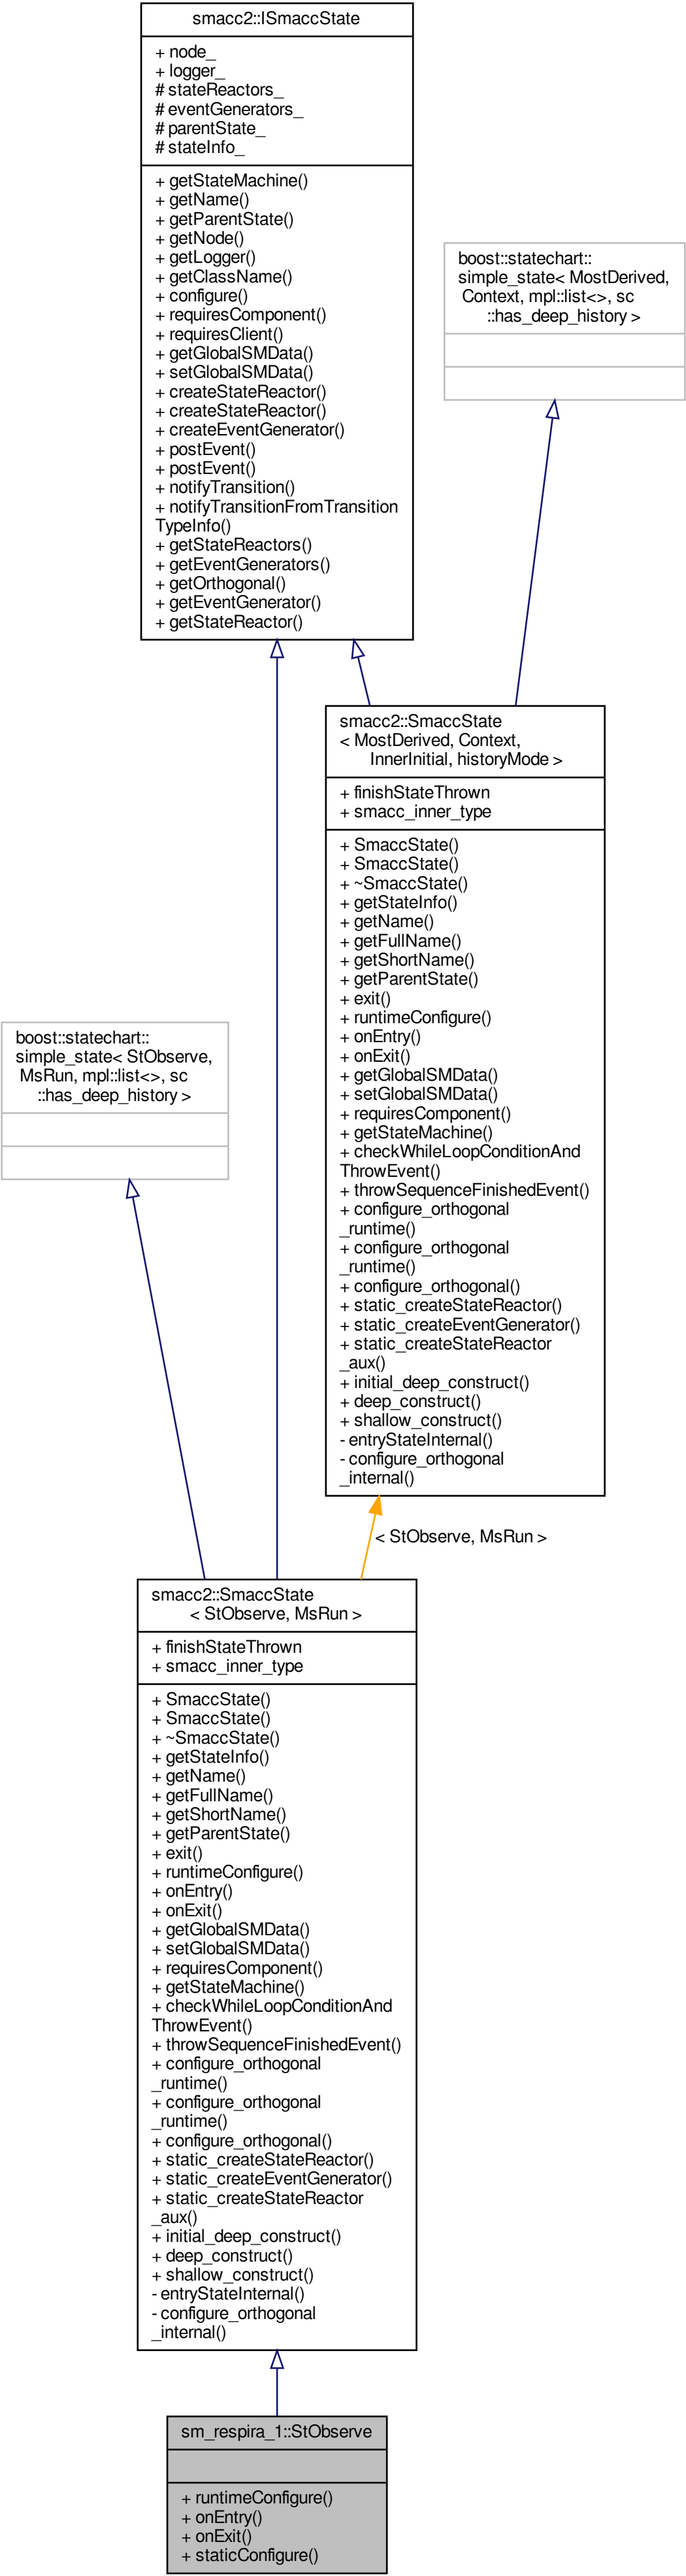 smacc2::ISmaccState
+ node_
+ logger_
# stateReactors_
# eventGenerators_
# parentState_
# stateInfo_
+ getStateMachine()
+ getName()
+ getParentState()
+ getNode()
+ getLogger()
+ getClassName()
+ configure()
+ requiresComponent()
+ requiresClient()
+ getGlobalSMData()
+ setGlobalSMData()
+ createStateReactor()
+ createStateReactor()
+ createEventGenerator()
+ postEvent()
+ postEvent()
+ notifyTransition()
+ notifyTransitionFromTransition
TypeInfo()
+ getStateReactors()
+ getEventGenerators()
+ getOrthogonal()
+ getEventGenerator()
+ getStateReactor()
boost::statechart::
simple_state< MostDerived,
Context, mpl::list<>, sc
::has_deep_history >
smacc2::SmaccState
< MostDerived, Context,
InnerInitial, historyMode >
+ finishStateThrown
+ smacc_inner_type
+ SmaccState()
+ SmaccState()
+ ~SmaccState()
+ getStateInfo()
+ getName()
+ getFullName()
+ getShortName()
+ getParentState()
+ exit()
+ runtimeConfigure()
+ onEntry()
+ onExit()
+ getGlobalSMData()
+ setGlobalSMData()
+ requiresComponent()
+ getStateMachine()
+ checkWhileLoopConditionAnd
ThrowEvent()
+ throwSequenceFinishedEvent()
+ configure_orthogonal
_runtime()
+ configure_orthogonal
_runtime()
+ configure_orthogonal()
+ static_createStateReactor()
+ static_createEventGenerator()
+ static_createStateReactor
_aux()
+ initial_deep_construct()
+ deep_construct()
+ shallow_construct()
- entryStateInternal()
- configure_orthogonal
_internal()
boost::statechart::
simple_state< StObserve,
MsRun, mpl::list<>, sc
::has_deep_history >
< StObserve, MsRun >
smacc2::SmaccState
< StObserve, MsRun >
+ finishStateThrown
+ smacc_inner_type
+ SmaccState()
+ SmaccState()
+ ~SmaccState()
+ getStateInfo()
+ getName()
+ getFullName()
+ getShortName()
+ getParentState()
+ exit()
+ runtimeConfigure()
+ onEntry()
+ onExit()
+ getGlobalSMData()
+ setGlobalSMData()
+ requiresComponent()
+ getStateMachine()
+ checkWhileLoopConditionAnd
ThrowEvent()
+ throwSequenceFinishedEvent()
+ configure_orthogonal
_runtime()
+ configure_orthogonal
_runtime()
+ configure_orthogonal()
+ static_createStateReactor()
+ static_createEventGenerator()
+ static_createStateReactor
_aux()
+ initial_deep_construct()
+ deep_construct()
+ shallow_construct()
- entryStateInternal()
- configure_orthogonal
_internal()
sm_respira_1::StObserve
+ runtimeConfigure()
+ onEntry()
+ onExit()
+ staticConfigure()